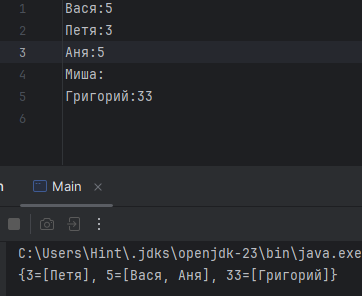 1 Вася:5
2 Петя:3
3 Аня:5
4 Миша:
5 Григорий:33
6
Main ×
C:\Users\Hint\.jdks\openjdk-23\bin\java.exe
{3=[Петя], 5=[Вася, Аня], 33=[Григорий]}